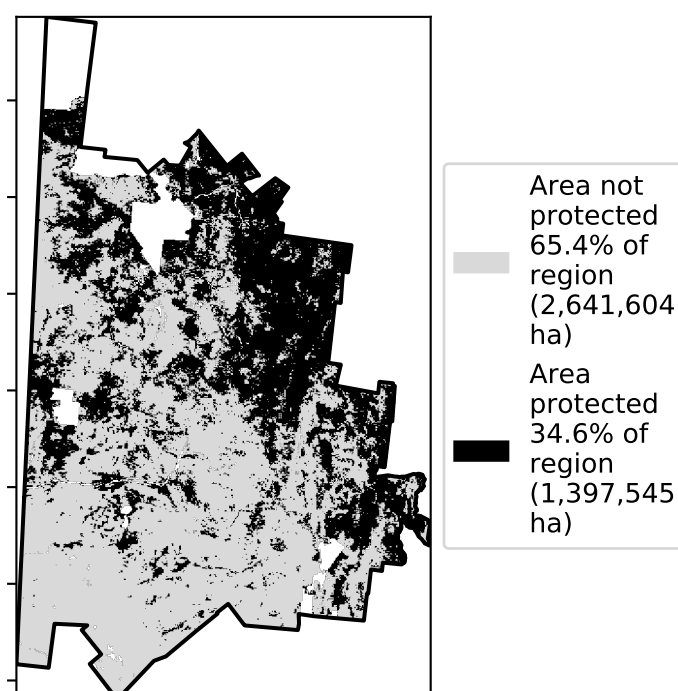 Area not
protected
65.4% of
region
(2,641,604
ha)
Area
protected
34.6% of
region
(1,397,545
ha)